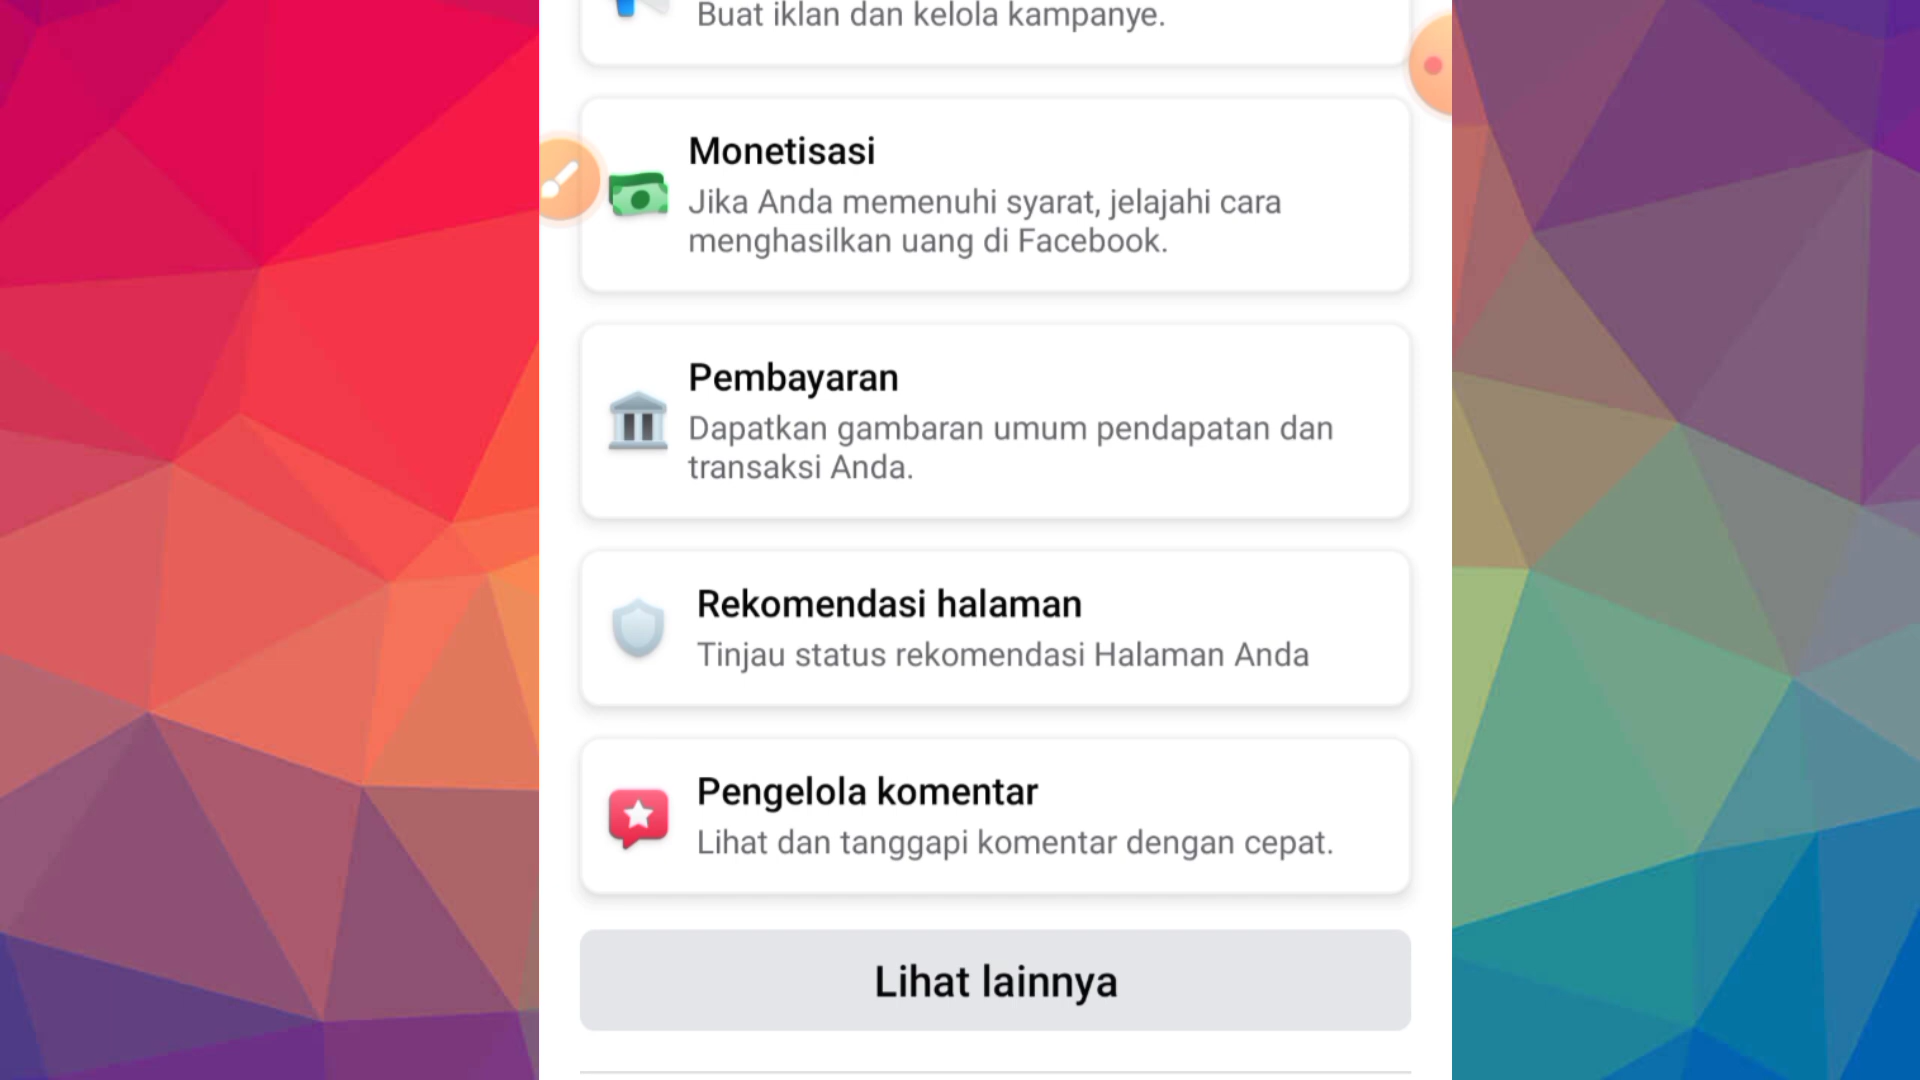 Buat iklan dan kelola kampanye.
Monetisasi
Jika Anda memenuhi syarat, jelajahi cara
menghasilkan uang di Facebook.
Pembayaran
Dapatkan gambaran umum pendapatan dan
transaksi Anda.
Rekomendasi halaman
Tinjau status rekomendasi Halaman Anda
Pengelola komentar
Lihat dan tanggapi komentar dengan cepat.
Lihat lainnya